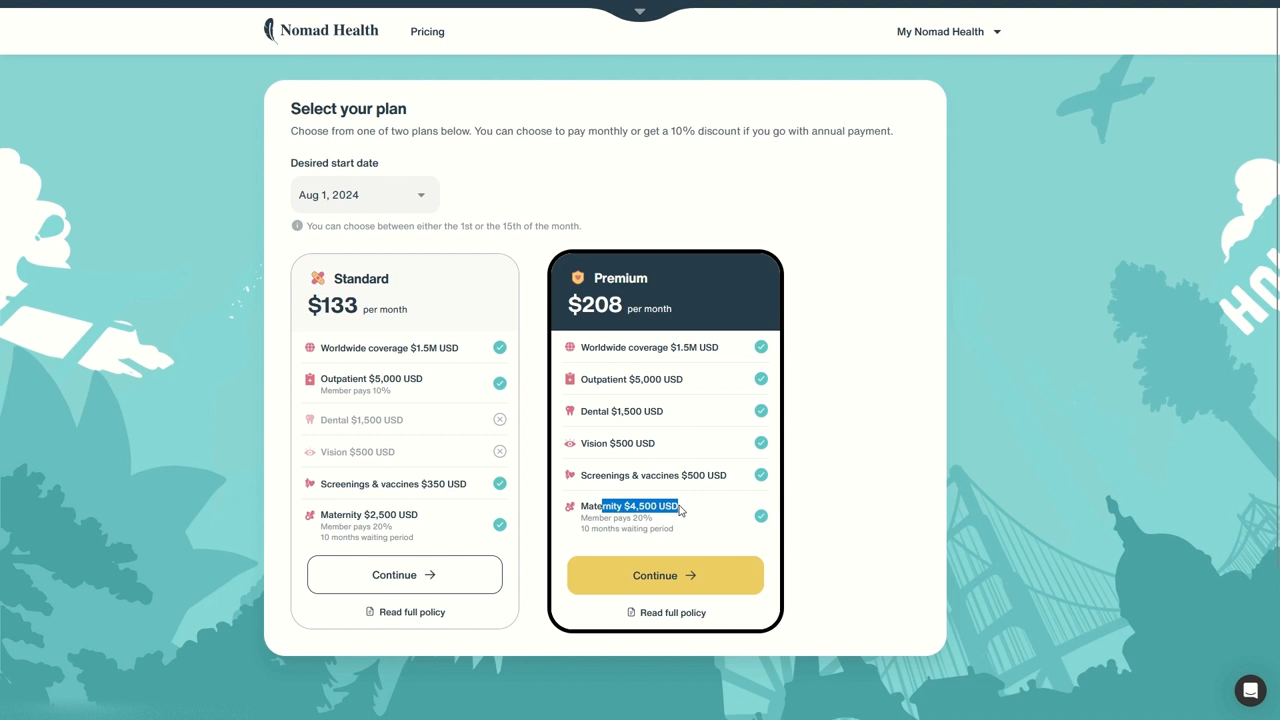 Nomad Health
Pricing
My Nomad Health
Select your plan
Choose from one of two plans below. You can choose to pay monthly or get a 10% discount if you go with annual payment.
Desired start date
Aug 1, 2024
You can choose between either the 1st or the 15th of the month.
Standard
$133 per month
Worldwide coverage $1.5M USD
Outpatient $5,000 USD
Member pays 10%
Dental $1,500 USD
Vision $500 USD
Screenings & vaccines $350 USD
Maternity $2,500 USD
Member pays 20%
10 months waiting period
Continue
Read full policy
Premium
$208 per month
Worldwide coverage $1.5M USD
Outpatient $5,000 USD
Dental $1,500 USD
Vision $500 USD
Screenings & vaccines $500 USD
Maternity $4,500 USD
Member pays 20%
10 months waiting period
Continue
Read full policy